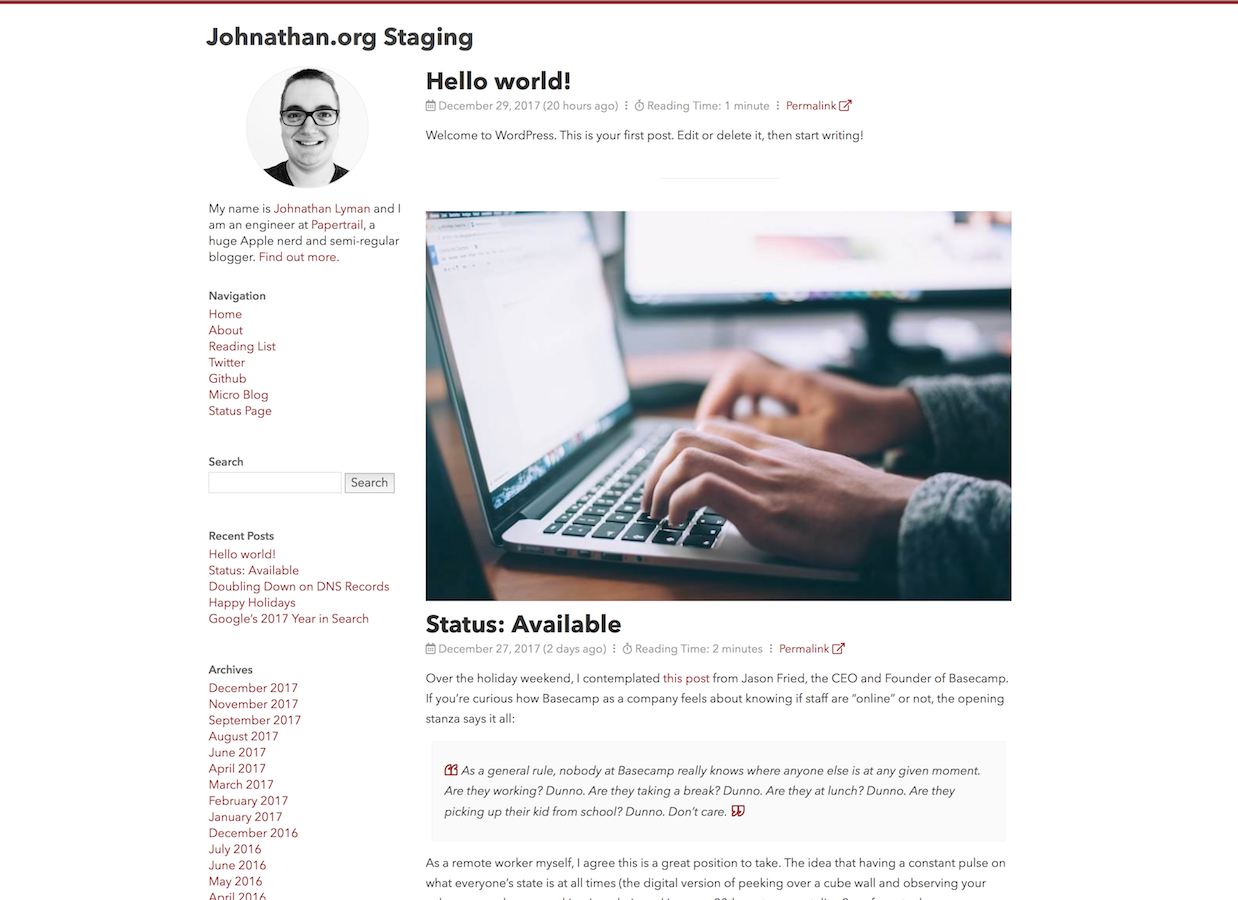 Johnathan.org Staging
My name is Johnathan Lyman and I
am an engineer at Papertrail, a
huge Apple nerd and semi-regular
blogger. Find out more.
Navigation
Home
About
Reading List
Twitter
Github
Micro Blog
Status Page
Search
Search
Recent Posts
Hello world!
Status: Available
Doubling Down on DNS Records
Happy Holidays
Google’s 2017 Year in Search
Archives
December 2017
November 2017
September 2017
August 2017
June 2017
April 2017
March 2017
February 2017
January 2017
December 2016
July 2016
June 2016
May 2016
April 2016
Hello world!
December 29, 2017 (20 hours ago) ⋮ Reading Time: 1 minute ⋮ Permalink
Welcome to WordPress. This is your first post. Edit or delete it, then start writing!
Status: Available
December 27, 2017 (2 days ago) ⋮ Reading Time: 2 minutes ⋮ Permalink
Over the holiday weekend, I contemplated this post from Jason Fried, the CEO and Founder of Basecamp.
If you’re curious how Basecamp as a company feels about knowing if staff are “online” or not, the opening
stanza says it all:
As a general rule, nobody at Basecamp really knows where anyone else is at any given moment.
Are they working? Dunno. Are they taking a break? Dunno. Are they at lunch? Dunno. Are they
picking up their kid from school? Dunno. Don’t care.
As a remote worker myself, I agree this is a great position to take. The idea that having a constant pulse on
what everyone’s state is at all times (the digital version of peeking over a cube wall and observing your